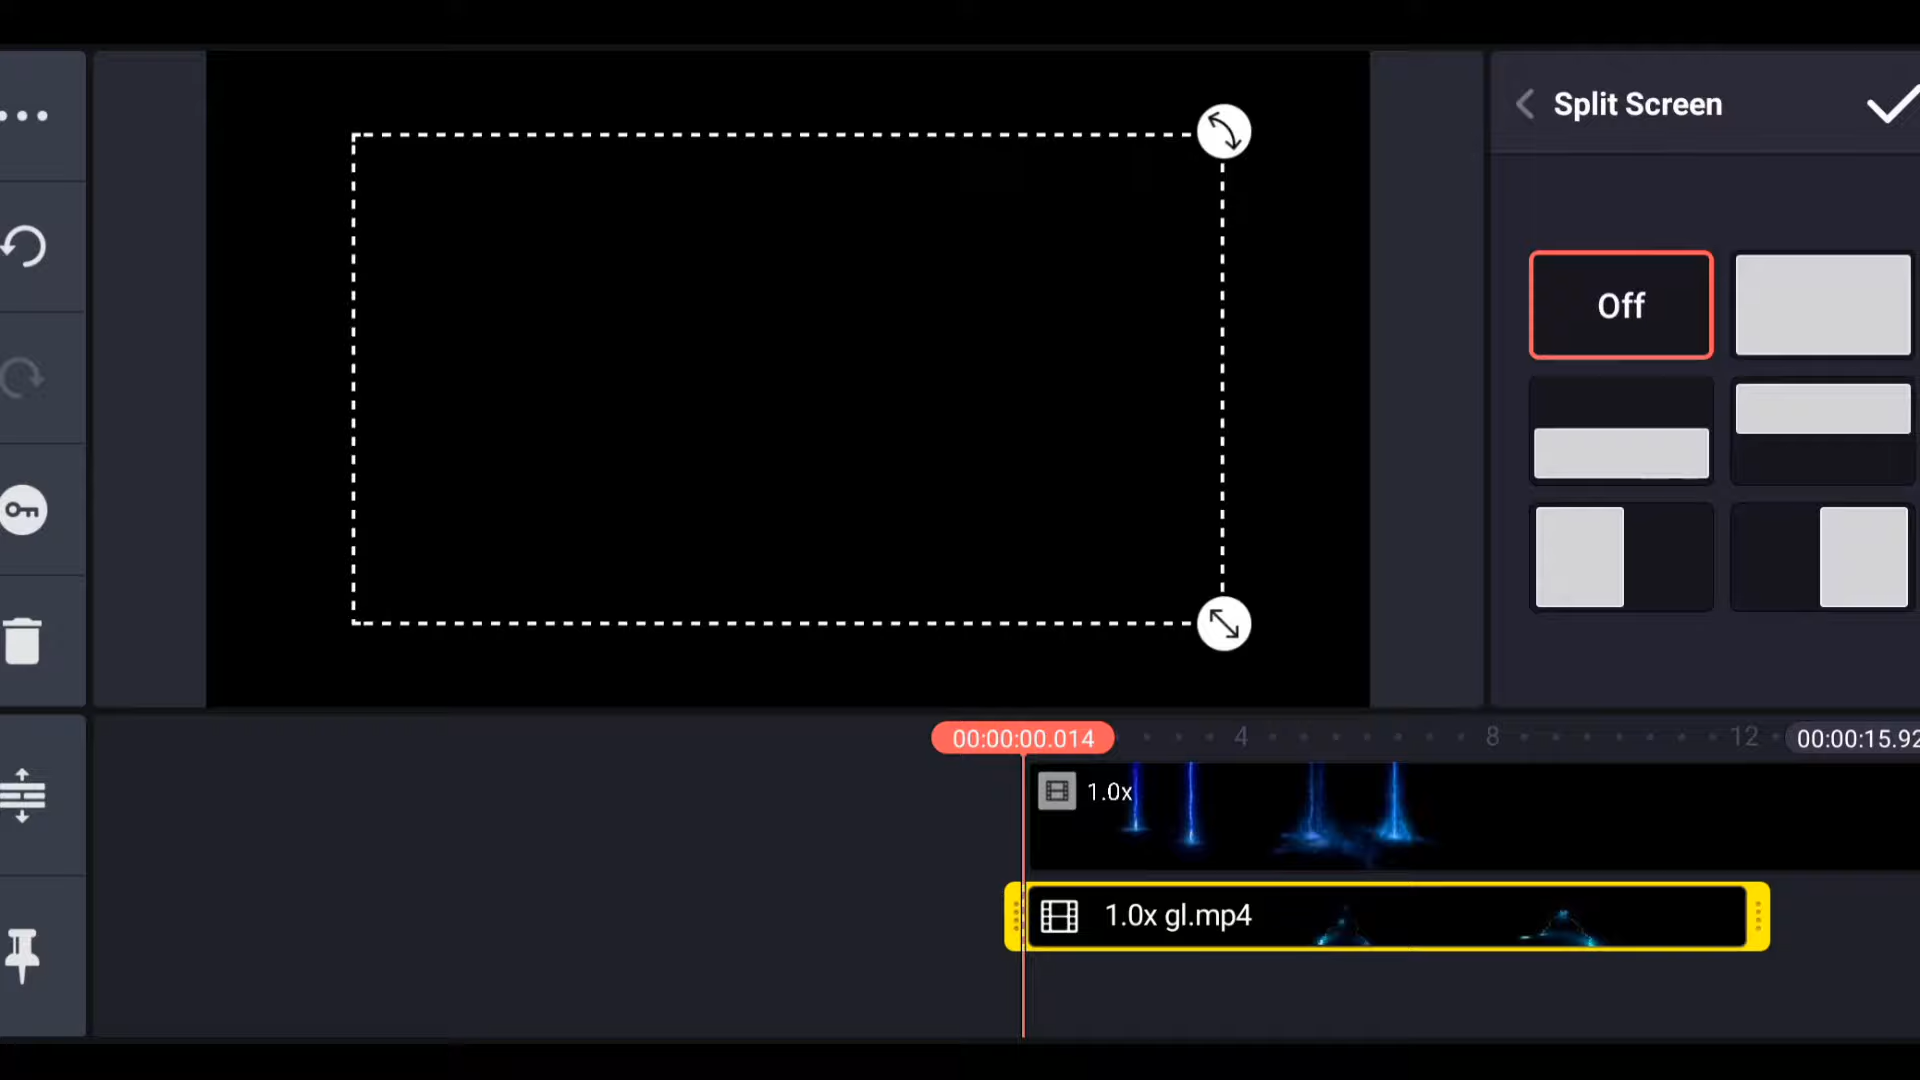 Split Screen
Off
00:00:00.014
4
8
12
00:00:15.92
1.0x
1.0x gl.mp4